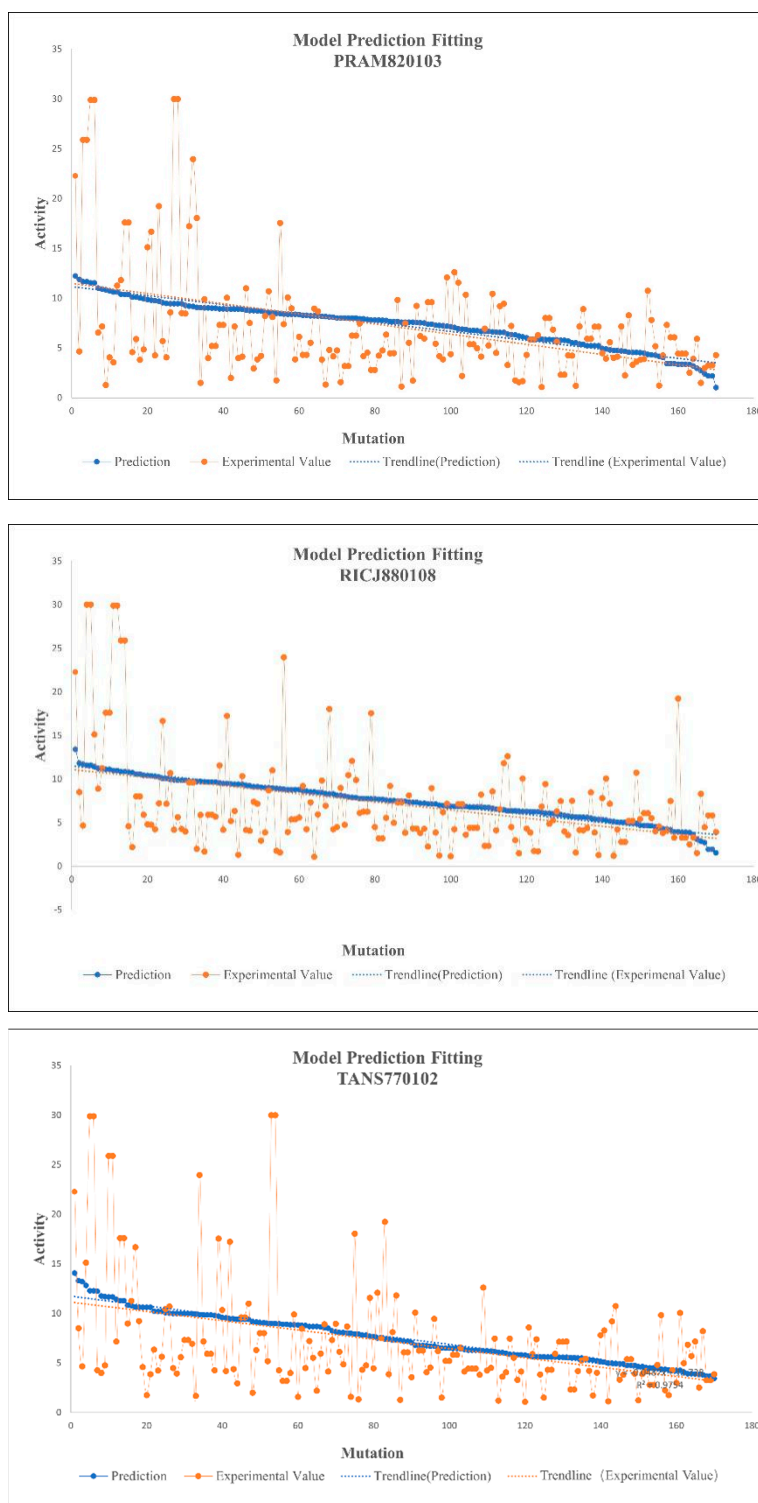 Model Prediction Fitting
PRAM820103
35
30
25
20
15
10
5
0
Activity
0 20 40 60 80 100 120 140 160 180
Mutation
Prediction Experimental Value Trendline(Prediction) Trendline (Experimental Value)
Model Prediction Fitting
RICJ880108
35
30
25
20
15
10
5
0
-5
Activity
0 20 40 60 80 100 120 140 160 180
Mutation
Prediction Experimental Value Trendline(Prediction) Trendline (Experimenal Value)
Model Prediction Fitting
TANS770102
35
30
25
20
15
10
5
0
Activity
R² = 0.9754
0 20 40 60 80 100 120 140 160 180
Mutation
Prediction Experimental Value Trendline(Prediction) Trendline (Experimental Value)